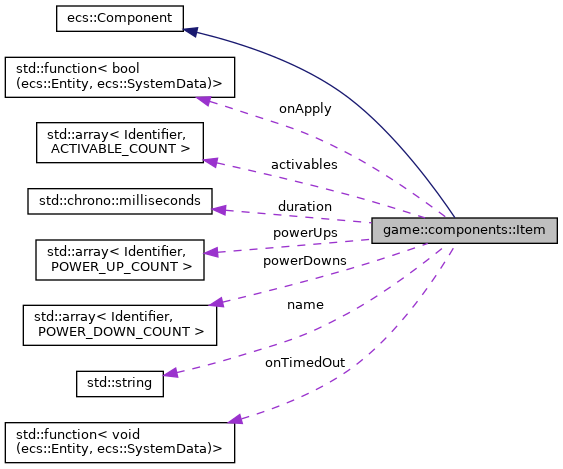 ecs::Component
std::function< bool
(ecs::Entity, ecs::SystemData)>
onApply
std::array< Identifier,
ACTIVABLE_COUNT >
activables
std::chrono::milliseconds
duration
game::components::Item
powerUps
std::array< Identifier,
POWER_UP_COUNT >
powerDowns
std::array< Identifier,
POWER_DOWN_COUNT >
name
std::string
onTimedOut
std::function< void
(ecs::Entity, ecs::SystemData)>